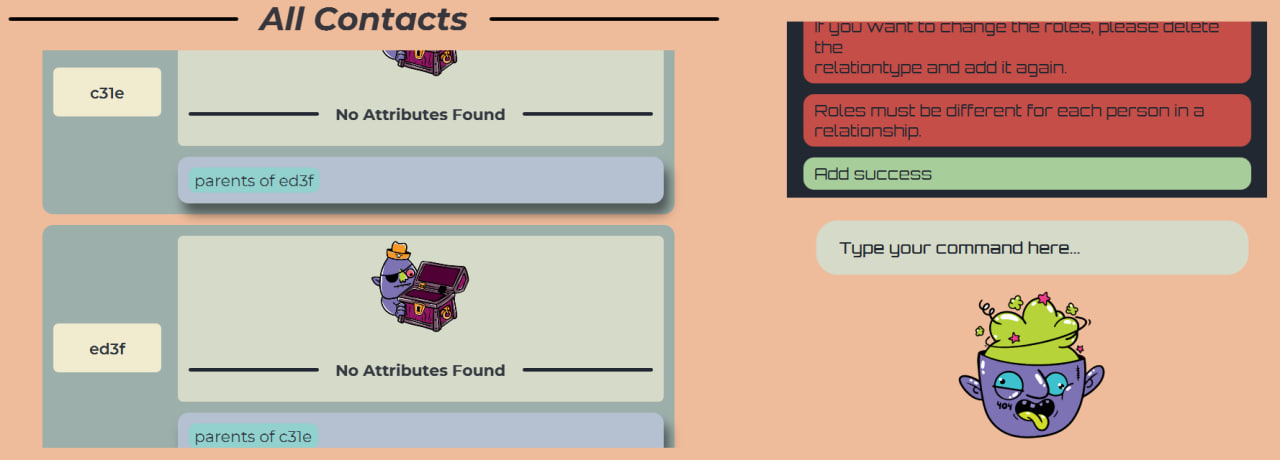 All Contacts
c31e
No Attributes Found
parents of ed3f
ed3f
No Attributes Found
parents of c31e
If you want to change the roles, please delete
the
relationtype and add it again.
Roles must be different for each person in a
relationship.
Add success
Type your command here...
404